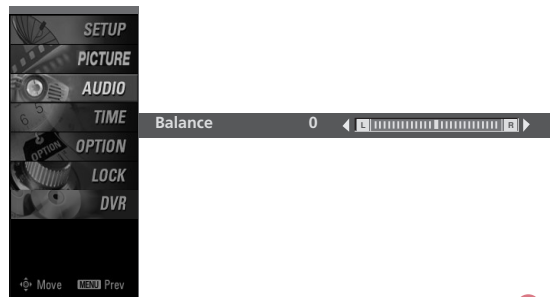 SETUP
PICTURE
AUDIO
TIME
Balance 0 L R
OPTION
LOCK
DVR
Move MENU Prev